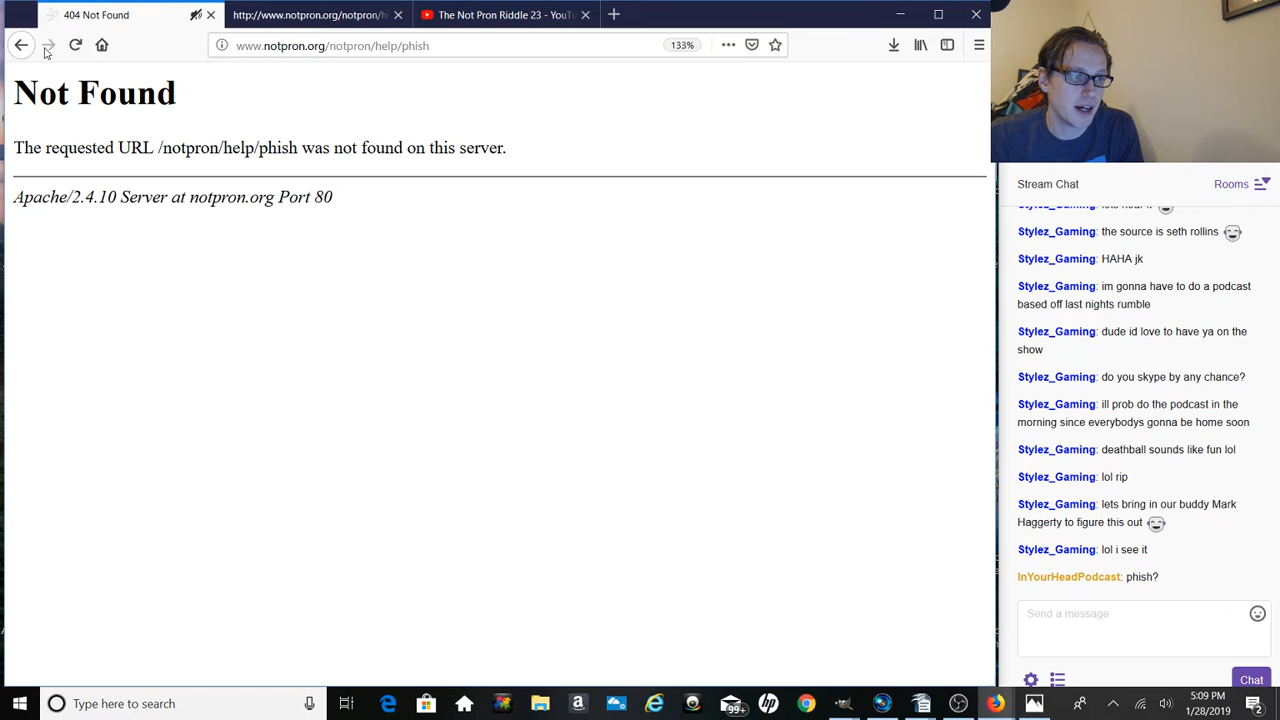 404 Not Found
http://www.notpron.org/notpron/h
The Not Pron Riddle 23 - YouT
www.notpron.org/notpron/help/phish
133%
Not Found
The requested URL /notpron/help/phish was not found on this server.
Apache/2.4.10 Server at notpron.org Port 80
Stream Chat
Rooms
Stylez_Gaming: the source is seth rollins
Stylez_Gaming: HAHA jk
Stylez_Gaming: im gonna have to do a podcast
based off last nights rumble
Stylez_Gaming: dude id love to have ya on the
show
Stylez_Gaming: do you skype by any chance?
Stylez_Gaming: ill prob do the podcast in the
morning since everybodys gonna be home soon
Stylez_Gaming: deathball sounds like fun lol
Stylez_Gaming: lol rip
Stylez_Gaming: lets bring in our buddy Mark
Haggerty to figure this out
Stylez_Gaming: lol i see it
InYourHeadPodcast: phish?
Send a message
Chat
Type here to search
99+
5:09 PM
1/28/2019
2